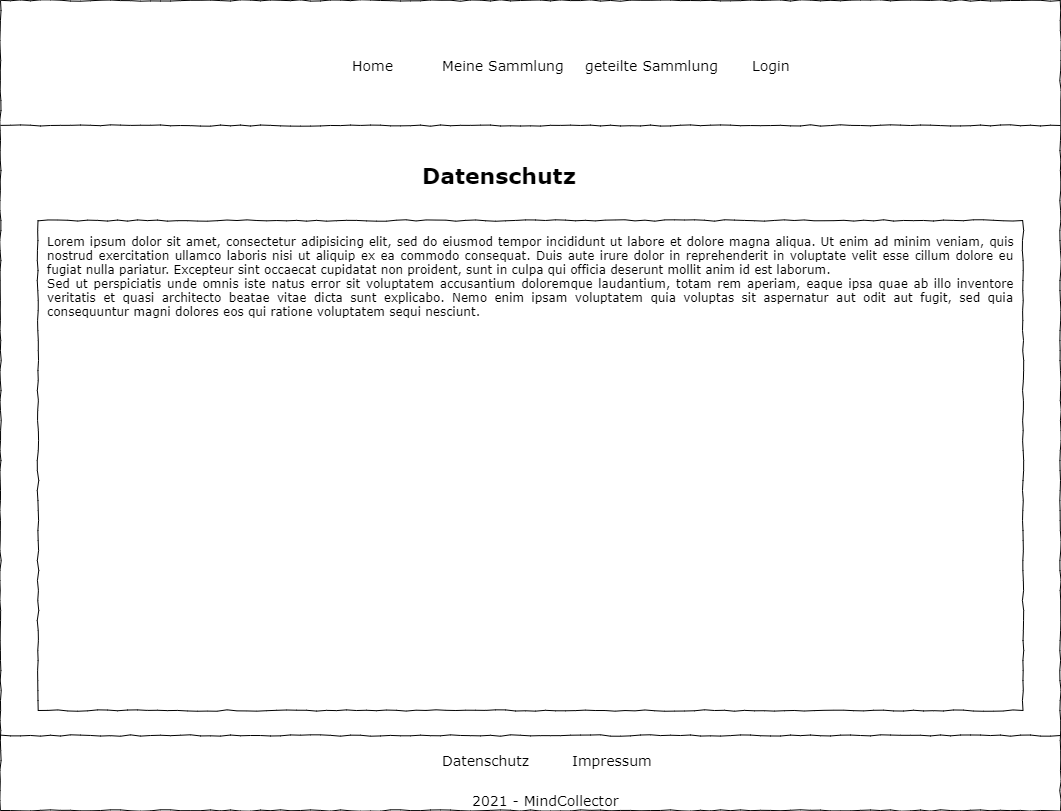 Home Meine Sammlung geteilte Sammlung Login
Datenschutz
Lorem ipsum dolor sit amet, consectetur adipisicing elit, sed do eiusmod tempor incididunt ut labore et dolore magna aliqua. Ut enim ad minim veniam, quis
nostrud exercitation ullamco laboris nisi ut aliquip ex ea commodo consequat. Duis aute irure dolor in reprehenderit in voluptate velit esse cillum dolore eu
fugiat nulla pariatur. Excepteur sint occaecat cupidatat non proident, sunt in culpa qui officia deserunt mollit anim id est laborum.
Sed ut perspiciatis unde omnis iste natus error sit voluptatem accusantium doloremque laudantium, totam rem aperiam, eaque ipsa quae ab illo inventore
veritatis et quasi architecto beatae vitae dicta sunt explicabo. Nemo enim ipsam voluptatem quia voluptas sit aspernatur aut odit aut fugit, sed quia
consequuntur magni dolores eos qui ratione voluptatem sequi nesciunt.
Datenschutz Impressum
2021 - MindCollector